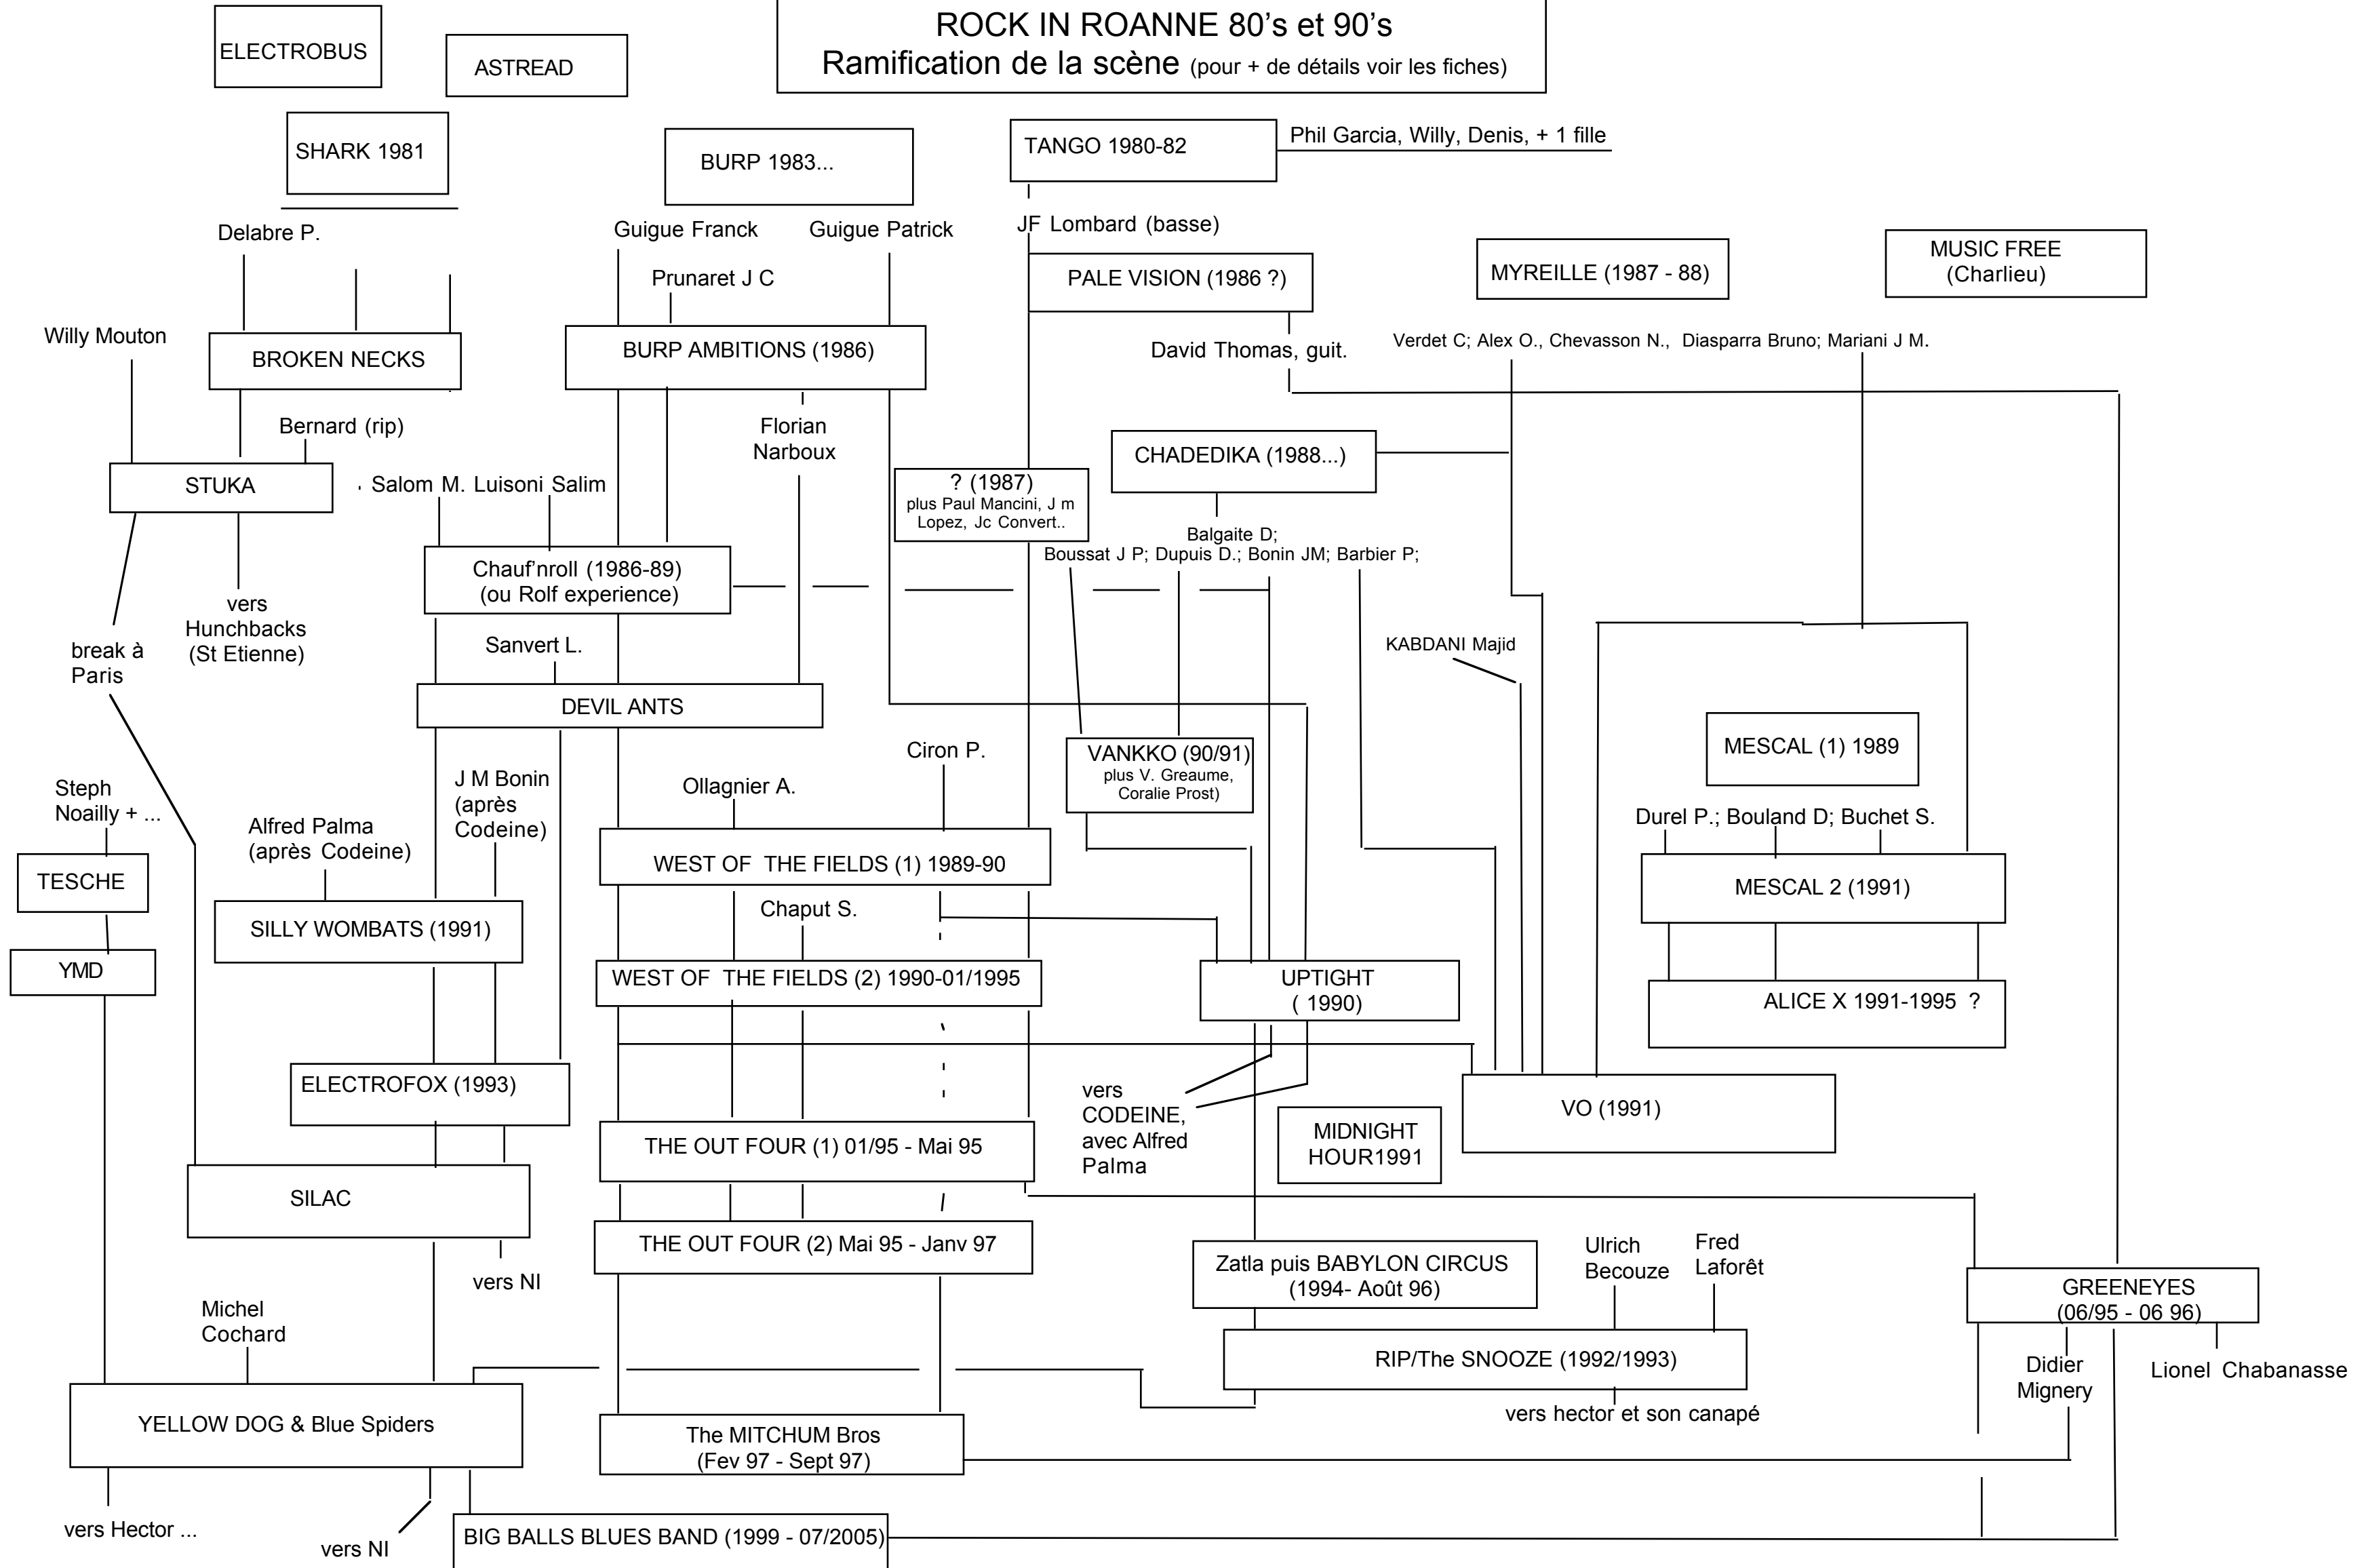 ROCK IN ROANNE 80's et 90's
Ramification de la scène (pour + de détails voir les fiches)
ELECTROBUS
ASTREAD
SHARK 1981
BURP 1983...
TANGO 1980-82
Phil Garcia, Willy, Denis, + 1 fille
Delabre P.
Guigue Franck
Guigue Patrick
JF Lombard (basse)
Prunaret J C
PALE VISION (1986 ?)
MYREILLE (1987 - 88)
MUSIC FREE
(Charlieu)
Willy Mouton
BROKEN NECKS
BURP AMBITIONS (1986)
David Thomas, guit.
Verdet C; Alex O., Chevasson N., Diasparra Bruno; Mariani J M.
Bernard (rip)
Florian
Narboux
CHADEDIKA (1988...)
STUKA
Salom M. Luisoni Salim
? (1987)
plus Paul Mancini, J m
Lopez, Jc Convert..
Balgaite D;
Boussat J P; Dupuis D.; Bonin JM; Barbier P;
Chauf'nroll (1986-89)
(ou Rolf experience)
vers
Hunchbacks
(St Etienne)
break à
Paris
Sanvert L.
KABDANI Majid
DEVIL ANTS
MESCAL (1) 1989
VANKKO (90/91)
plus V. Greaume,
Coralie Prost)
Ciron P.
Steph
Noailly + ...
J M Bonin
(après
Codeine)
Ollagnier A.
Alfred Palma
(après Codeine)
Durel P.; Bouland D; Buchet S.
TESCHE
WEST OF THE FIELDS (1) 1989-90
MESCAL 2 (1991)
Chaput S.
SILLY WOMBATS (1991)
YMD
WEST OF THE FIELDS (2) 1990-01/1995
UPTIGHT
( 1990)
ALICE X 1991-1995 ?
ELECTROFOX (1993)
vers
CODEINE,
avec Alfred
Palma
VO (1991)
MIDNIGHT
HOUR1991
THE OUT FOUR (1) 01/95 - Mai 95
SILAC
THE OUT FOUR (2) Mai 95 - Janv 97
Zatla puis BABYLON CIRCUS
(1994- Août 96)
Ulrich
Becouze
Fred
Laforêt
vers NI
GREENEYES
(06/95 - 06 96)
Michel
Cochard
RIP/The SNOOZE (1992/1993)
Didier
Mignery
Lionel Chabanasse
vers hector et son canapé
YELLOW DOG & Blue Spiders
The MITCHUM Bros
(Fev 97 - Sept 97)
vers Hector ...
vers NI
BIG BALLS BLUES BAND (1999 - 07/2005)